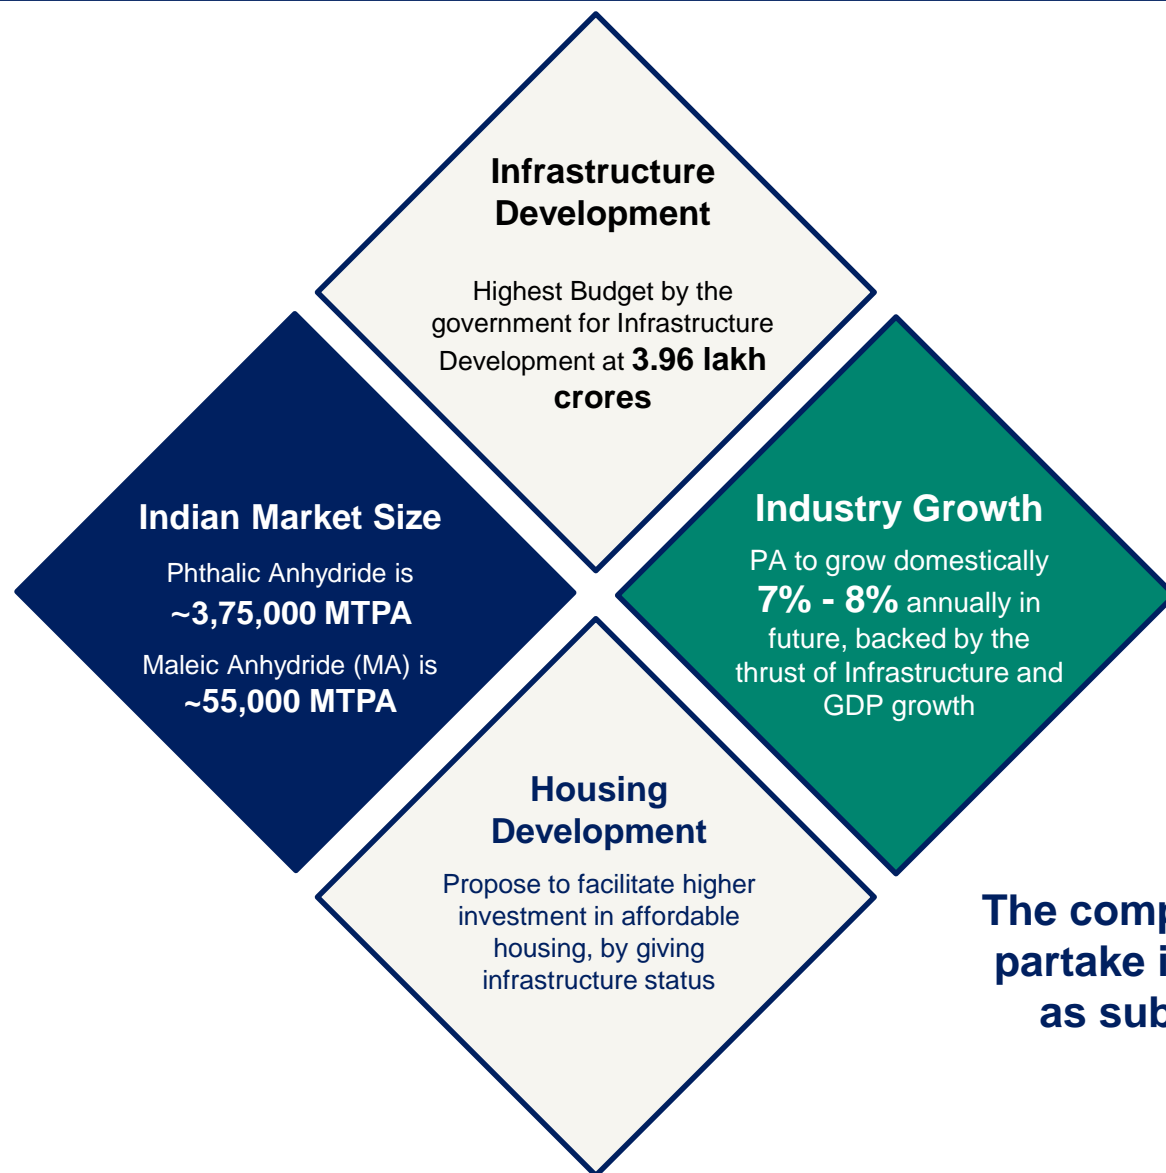 Infrastructure
Development
Highest Budget by the
government for Infrastructure
Development at 3.96 lakh
crores
Indian Market Size
Phthalic Anhydride is
~3,75,000 MTPA
Maleic Anhydride (MA) is
~55,000 MTPA
Industry Growth
PA to grow domestically
7% - 8% annually in
future, backed by the
thrust of Infrastructure and
GDP growth
Housing
Development
Propose to facilitate higher
investment in affordable
housing, by giving
infrastructure status
The
partake
as